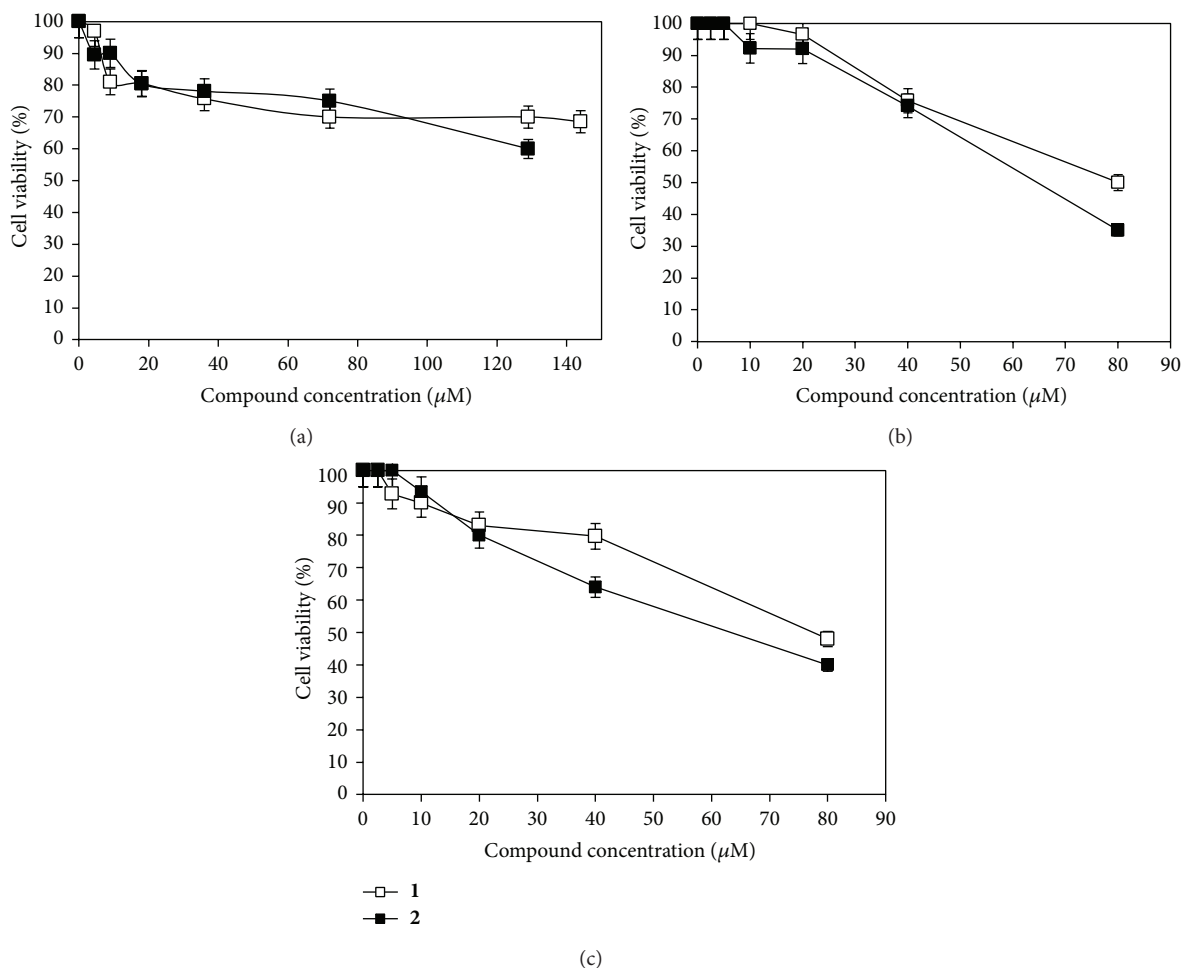 100
90
80
70
60
50
40
30
20
10
0
Cell viability (%)
0 20 40 60 80 100 120 140
Compound concentration (μM)
(a)
100
90
80
70
60
50
40
30
20
10
0
Cell viability (%)
0 10 20 30 40 50 60 70 80 90
Compound concentration (μM)
(b)
100
90
80
70
60
50
40
30
20
10
0
Cell viability (%)
0 10 20 30 40 50 60 70 80 90
Compound concentration (μM)
1
2
(c)